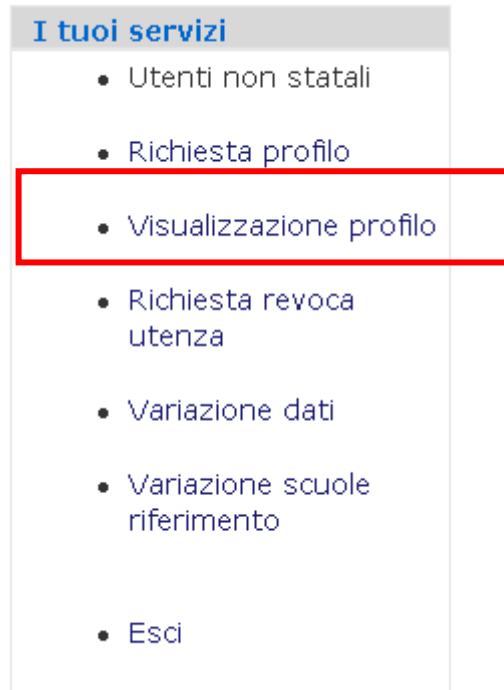 I tuoi servizi
Utenti non statali
Richiesta profilo
Visualizzazione profilo
Richiesta revoca
utenza
Variazione dati
Variazione scuole
riferimento
Esci